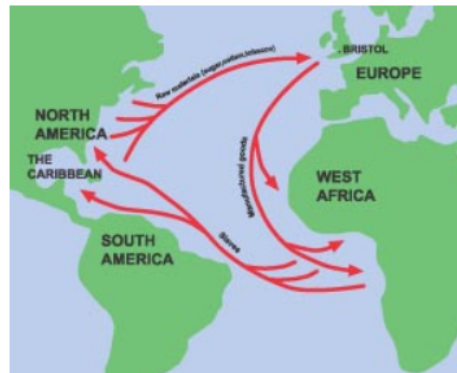 Raw materials (sugar,cotton,tobacco)
BRISTOL
EUROPE
NORTH
AMERICA
THE
CARIBBEAN
Manufactured goods
WEST
AFRICA
SOUTH
AMERICA
Slaves